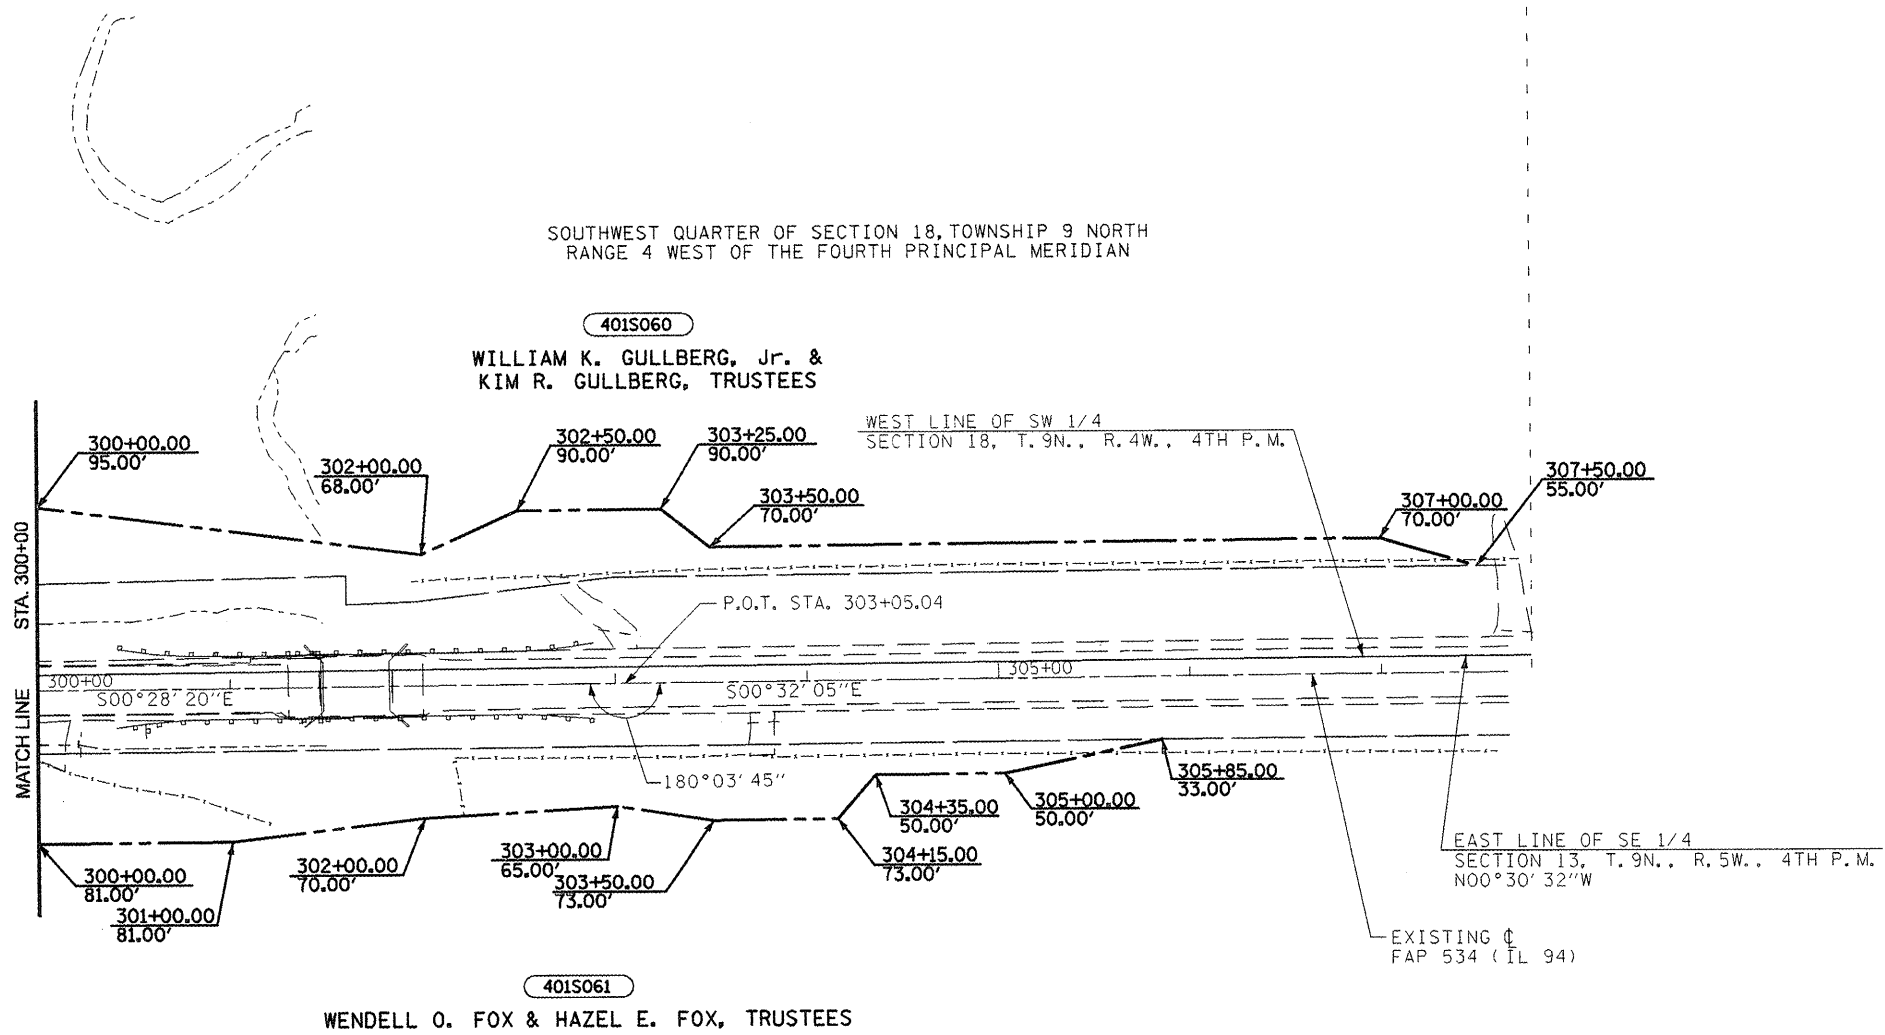 SOUTHWEST QUARTER OF SECTION 18, TOWNSHIP 9 NORTH
RANGE 4 WEST OF THE FOURTH PRINCIPAL MERIDIAN
401S060
WILLIAM K. GULLBERG, Jr. &
KIM R. GULLBERG, TRUSTEES
WEST LINE OF SW 1/4
SECTION 18, T.9N., R.4W., 4TH P.M.
300+00.00
95.00'
302+00.00
68.00'
302+50.00
90.00'
303+25.00
90.00'
303+50.00
70.00'
307+00.00
70.00'
307+50.00
55.00'
STA. 300+00
MATCH LINE
P.O.T. STA. 303+05.04
300+00
S00°28'20"E
S00°32'05"E
305+00
180°03'45"
300+00.00
81.00'
301+00.00
81.00'
302+00.00
70.00'
303+00.00
65.00'
303+50.00
73.00'
304+15.00
73.00'
304+35.00
50.00'
305+00.00
50.00'
305+85.00
33.00'
EAST LINE OF SE 1/4
SECTION 13, T.9N., R.5W., 4TH P.M.
N00°30'32"W
EXISTING ℄
FAP 534 (IL 94)
401S061
WENDELL O. FOX & HAZEL E. FOX, TRUSTEES